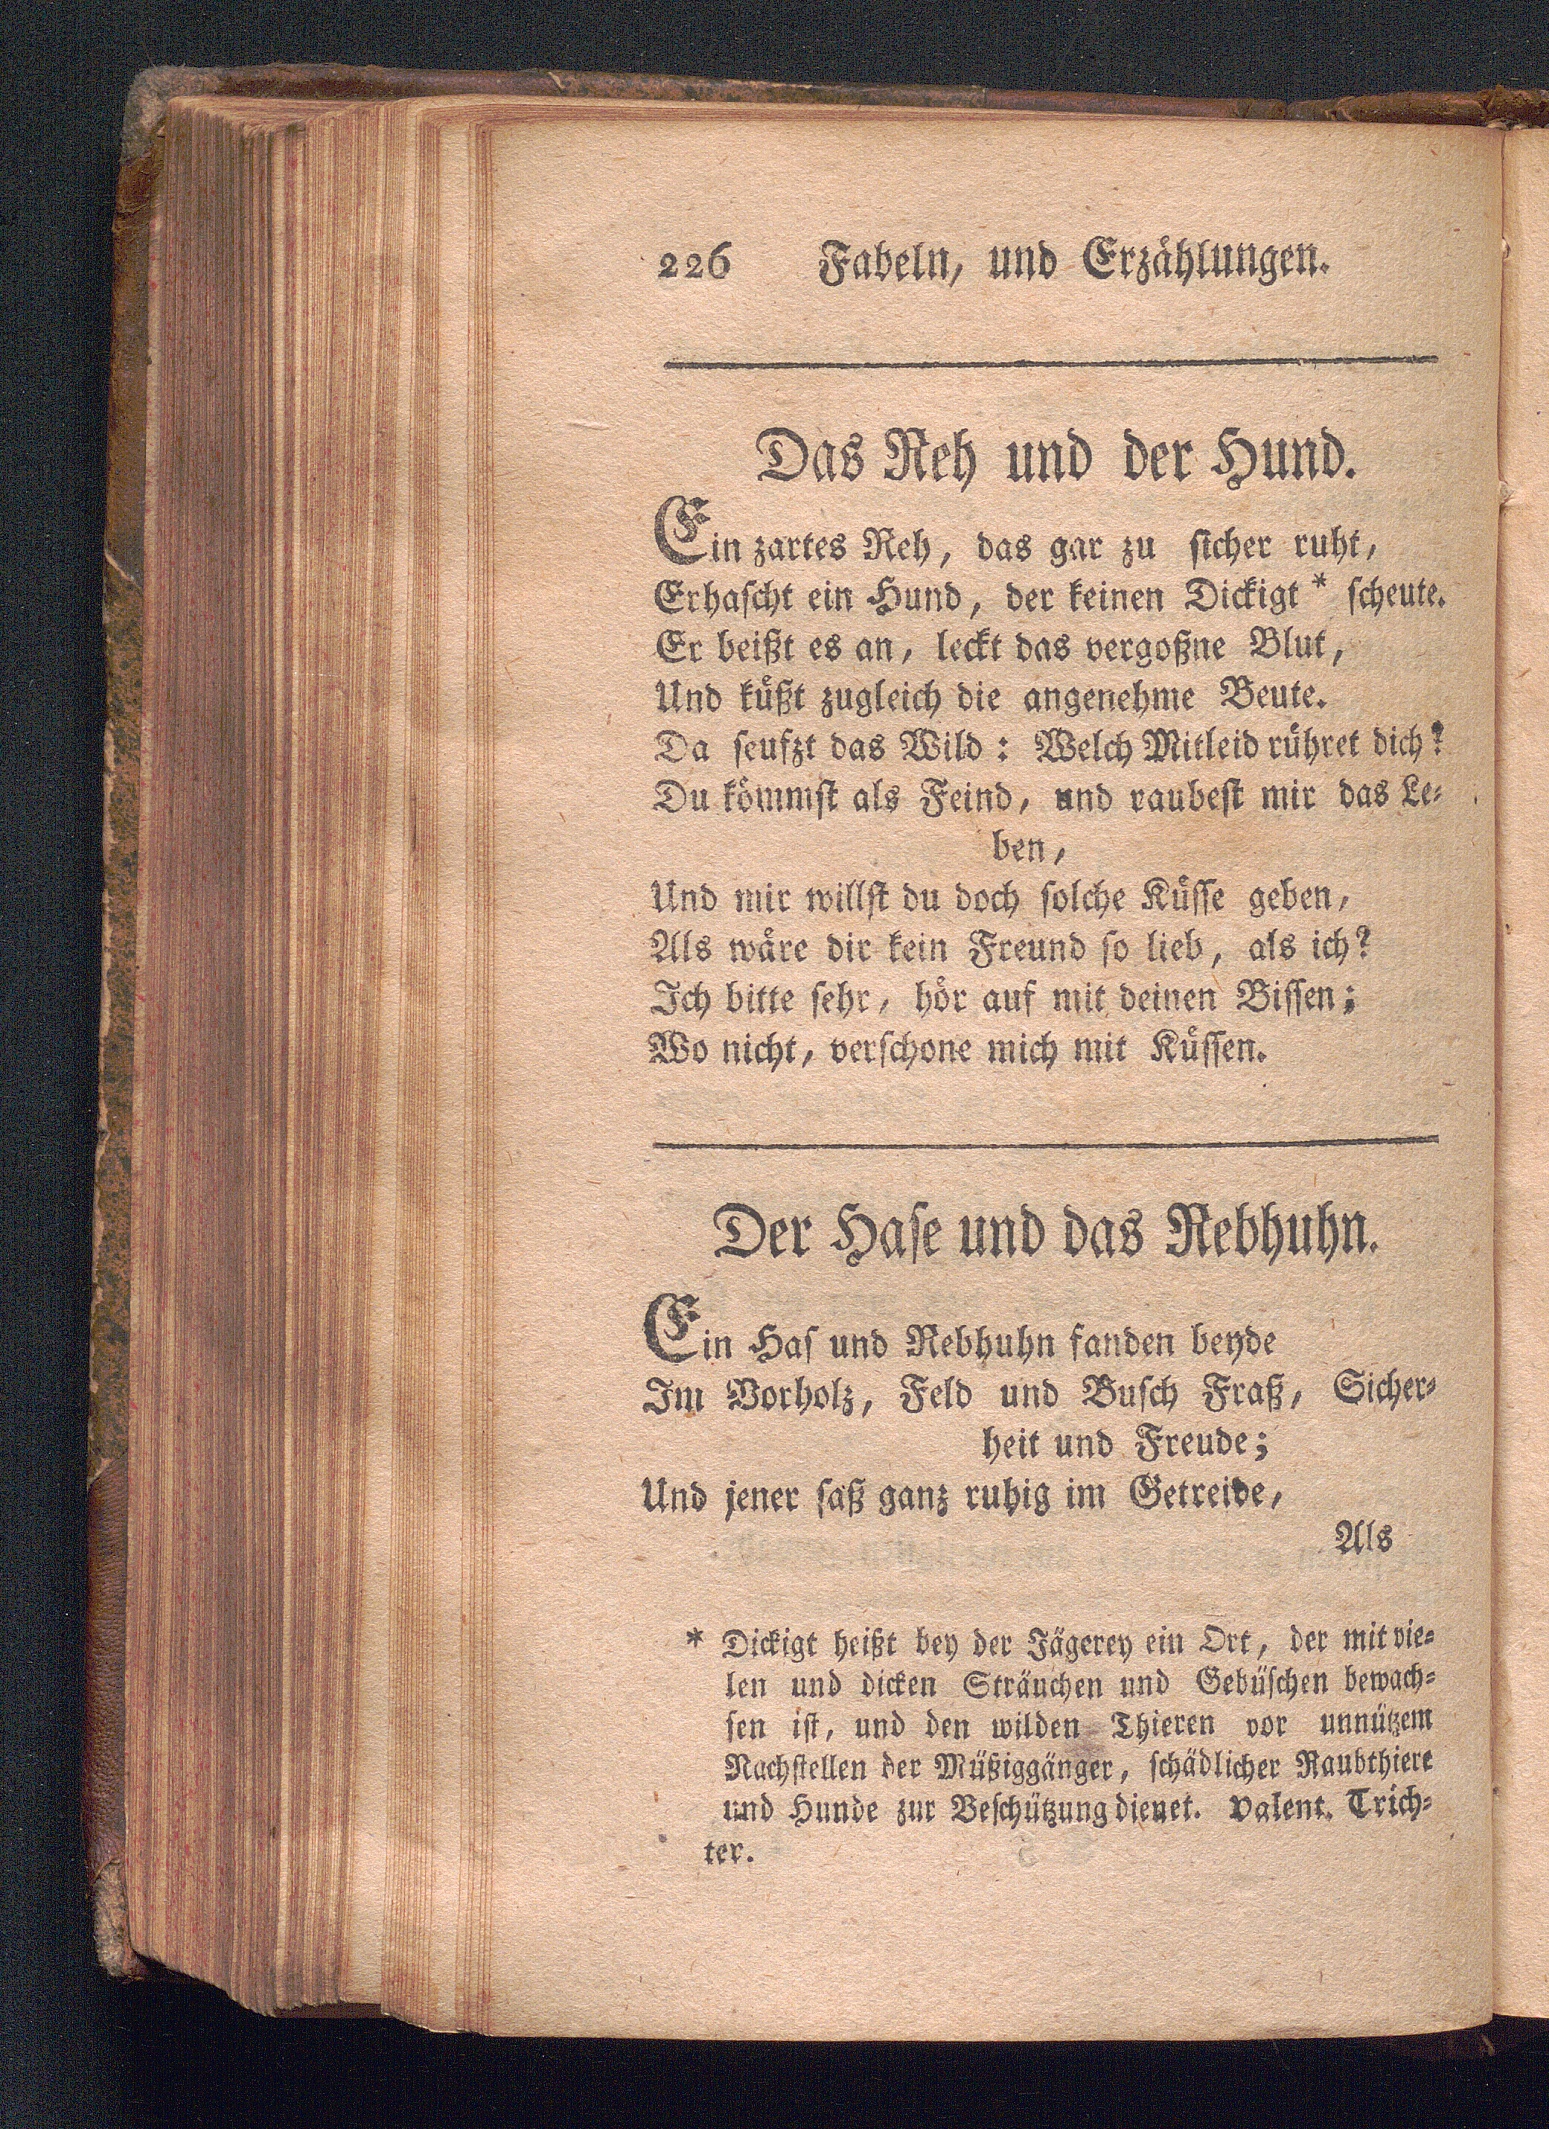 226 Fabeln, und Erzählungen.
Das Reh und der Hund.
Ein zartes Reh, das gar zu ſicher ruht,
Erhaſcht ein Hund, der keinen Dickigt * ſcheute.
Er beißt es an, leckt das vergoßne Blut,
Und küßt zugleich die angenehme Beute.
Da ſeufzt das Wild: Welch Mitleid rühret dich?
Du kömmſt als Feind, und raubeſt mir das Le-
ben,
Und mir willſt du doch ſolche Küſſe geben,
Als wäre dir kein Freund ſo lieb, als ich?
Ich bitte ſehr, hör auf mit deinen Biſſen;
Wo nicht, verſchone mich mit Küſſen.
Der Haſe und das Rebhuhn.
Ein Haſ und Rebhuhn fanden beyde
Im Vorholz, Feld und Buſch Fraß, Sicher-
heit und Freude;
Und jener ſaß ganz ruhig im Getreide,
Als
* Dickigt heißt bey der Jägerey ein Ort, der mit vie-
len und dicken Sträuchen und Gebüſchen bewach-
ſen iſt, und den wilden Thieren vor unnützem
Nachſtellen der Müßiggänger, ſchädlicher Raubthiere
und Hunde zur Beſchützung dienet. Valent. Trich-
ter.